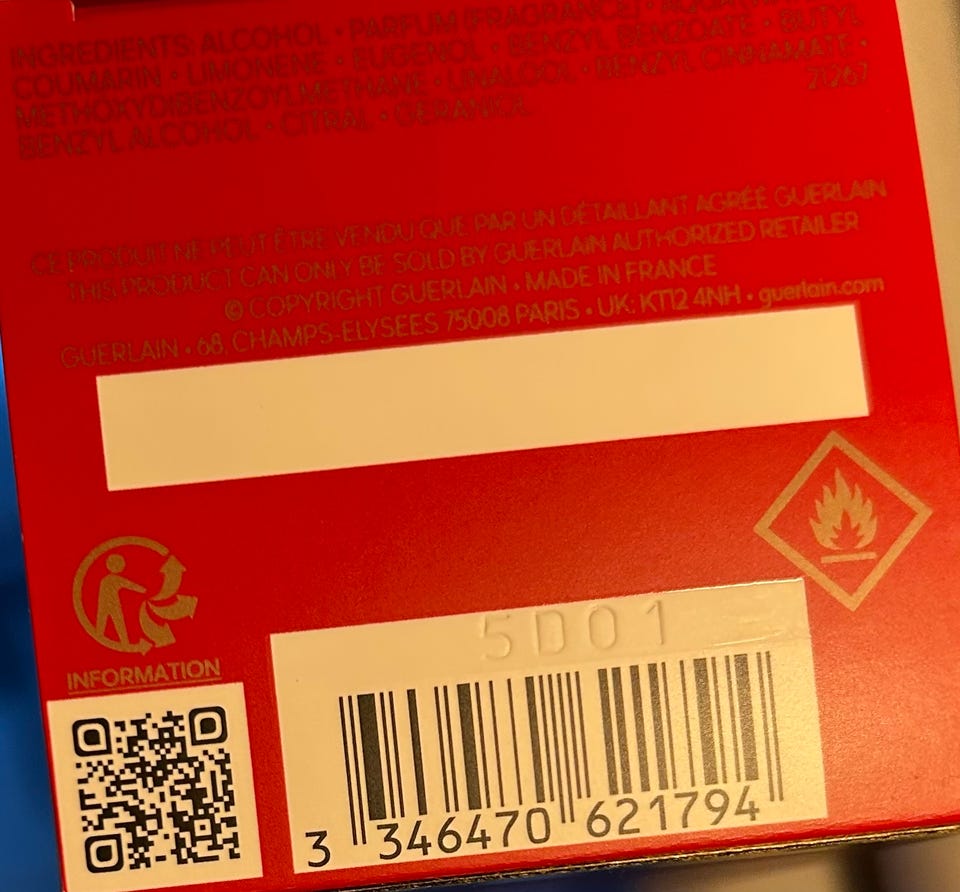 INGREDIENTS: ALCOHOL • PARFUM (FRAGRANCE) •
COUMARIN • LIMONENE • EUGENOL • BENZYL BENZOATE • BUTYL
METHOXYDIBENZOYLMETHANE • LINALOOL • BENZYL CINNAMATE •
BENZYL ALCOHOL • CITRAL •
21267
CE PRODUIT NE PEUT ÊTRE VENDU QUE PAR UN DÉTAILLANT AGRÉÉ GUERLAIN
THIS PRODUCT CAN ONLY BE SOLD BY GUERLAIN AUTHORIZED RETAILER
© COPYRIGHT GUERLAIN • MADE IN FRANCE
GUERLAIN • 68, CHAMPS-ELYSEES 75008 PARIS • UK: KT12 4NH • guerlain.com
INFORMATION
5D01
3 346470 621794